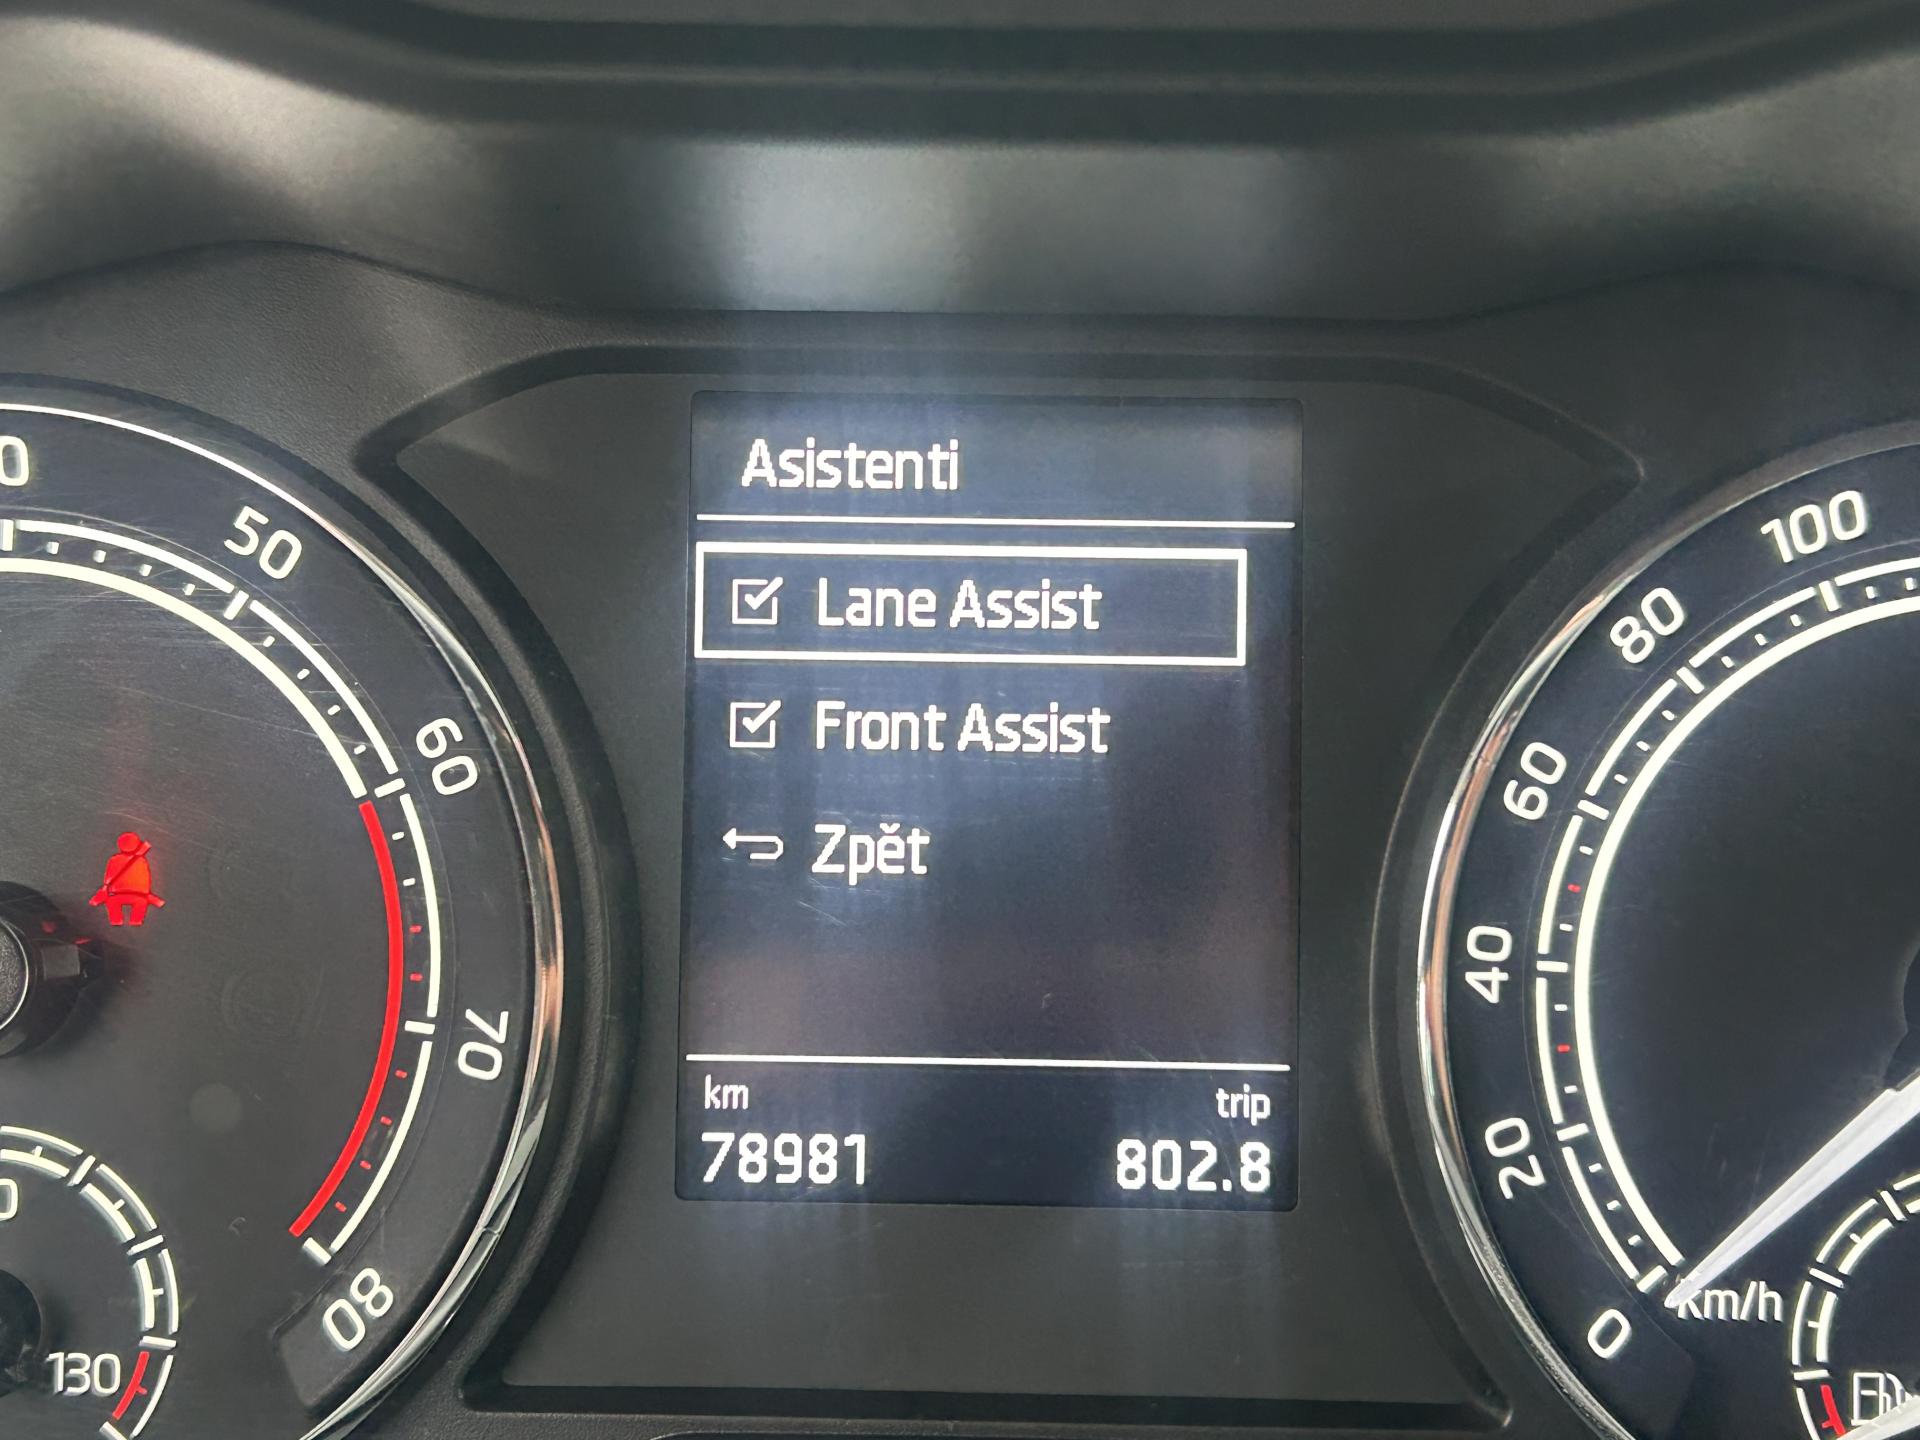 Asistenti
Lane Assist
Front Assist
Zpět
km
trip
78981
802.8
50
60
70
80
130
100
80
60
40
20
0
km/h